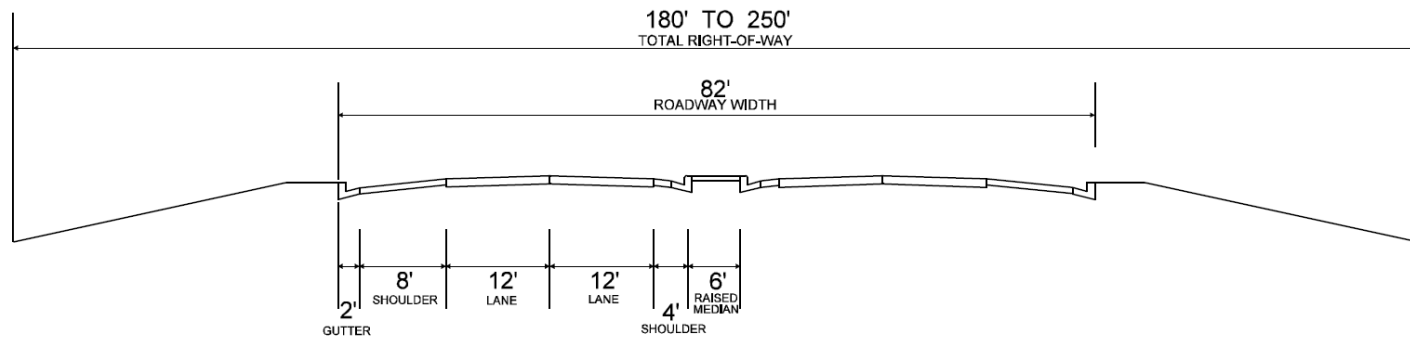 180' TO 250'
TOTAL RIGHT-OF-WAY
82'
ROADWAY WIDTH
2'
GUTTER
8'
SHOULDER
12'
LANE
12'
LANE
4'
SHOULDER
6'
RAISED
MEDIAN